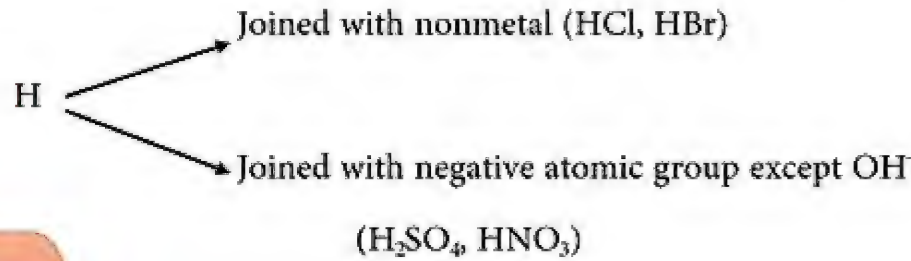 Joined with nonmetal (HCl, HBr)
H
Joined with negative atomic group except OH⁻
(H₂SO₄, HNO₃)